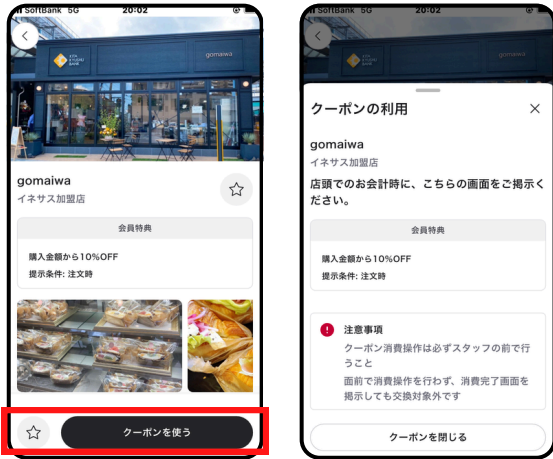 SoftBank 5G 20:02
gomaiwa
gomaiwa
イネサス加盟店
会員特典
購入金額から10%OFF
提示条件: 注文時
クーポンを使う
SoftBank 5G 20:02
gomaiwa
クーポンの利用
gomaiwa
イネサス加盟店
店頭でのお会計時に、こちらの画面をご掲示く
ださい。
会員特典
購入金額から10%OFF
提示条件: 注文時
注意事項
クーポン消費操作は必ずスタッフの前で行
うこと
面前で消費操作を行わず、消費完了画面を
掲示しても交換対象外です
クーポンを閉じる